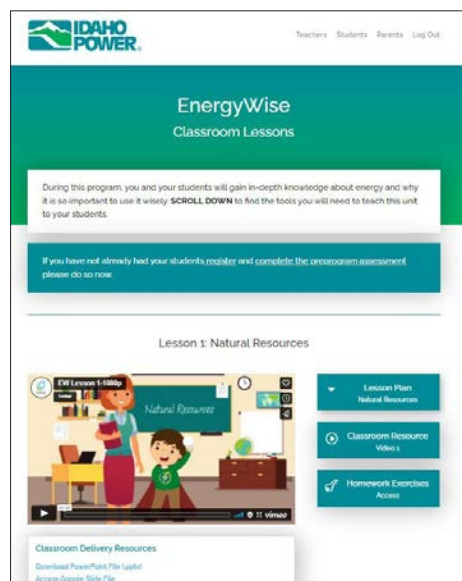 IDAHO
POWER®
Teachers Students Parents Log Out
EnergyWise
Classroom Lessons
During this program, you and your students will gain in-depth knowledge about energy and why
it is so important to use it wisely. SCROLL DOWN to find the tools you will need to teach this unit
to your students.
If you have not already had your students register and complete the preprogram assessment
please do so now.
Lesson 1: Natural Resources
EW Lesson 1-1080p
Natural Resources
vimeo
Lesson Plan
Natural Resources
Classroom Resource
Video 1
Homework Exercises
Access
Classroom Delivery Resources
Download PowerPoint File (.pptx)
Access Google Slide File